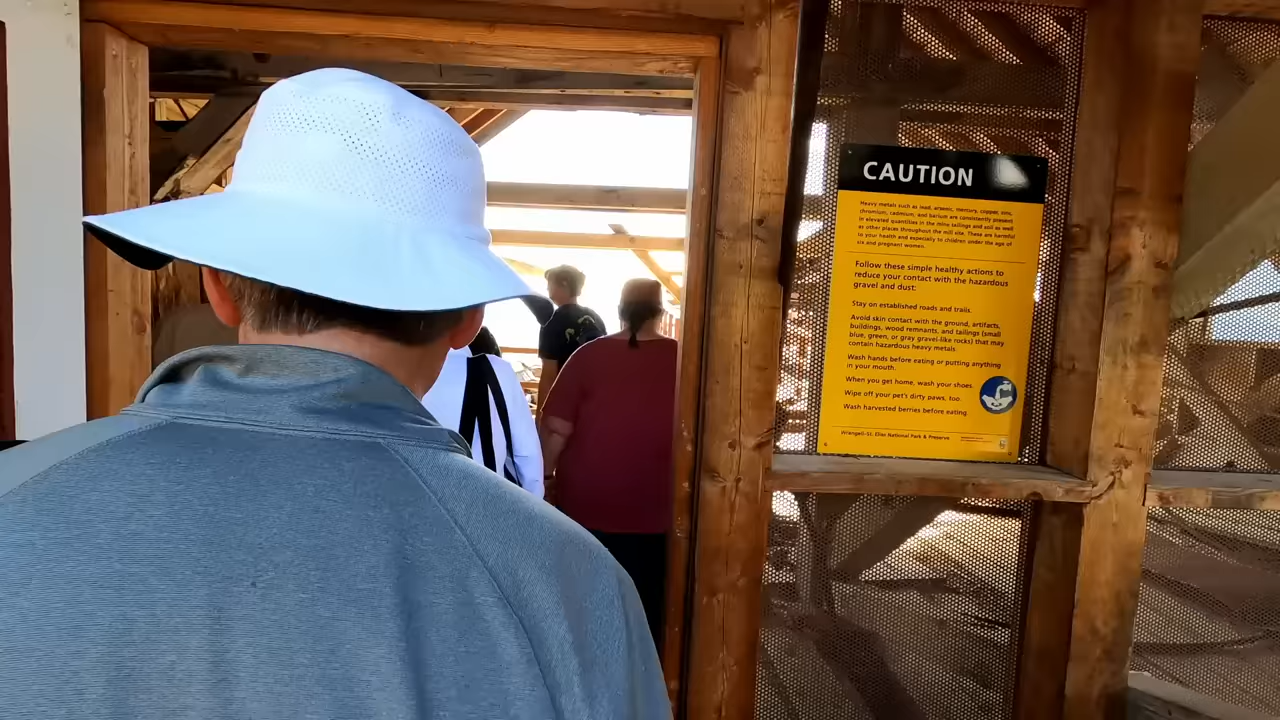 CAUTION
Heavy metals such as lead, arsenic, mercury, copper, zinc,
chromium, cadmium, and barium are consistently present
in elevated quantities in the mine tailings and soil as well
as other places throughout the mill site. These are harmful
to your health and especially to children under the age of
six and pregnant women.
Follow these simple healthy actions to
reduce your contact with the hazardous
gravel and dust:
Stay on established roads and trails.
Avoid skin contact with the ground, artifacts,
buildings, wood remnants, and tailings (small
blue, green, or gray gravel-like rocks) that may
contain hazardous heavy metals.
Wash hands before eating or putting anything
in your mouth.
When you get home, wash your shoes.
Wipe off your pet's dirty paws, too.
Wash harvested berries before eating.
Wrangell-St. Elias National Park & Preserve